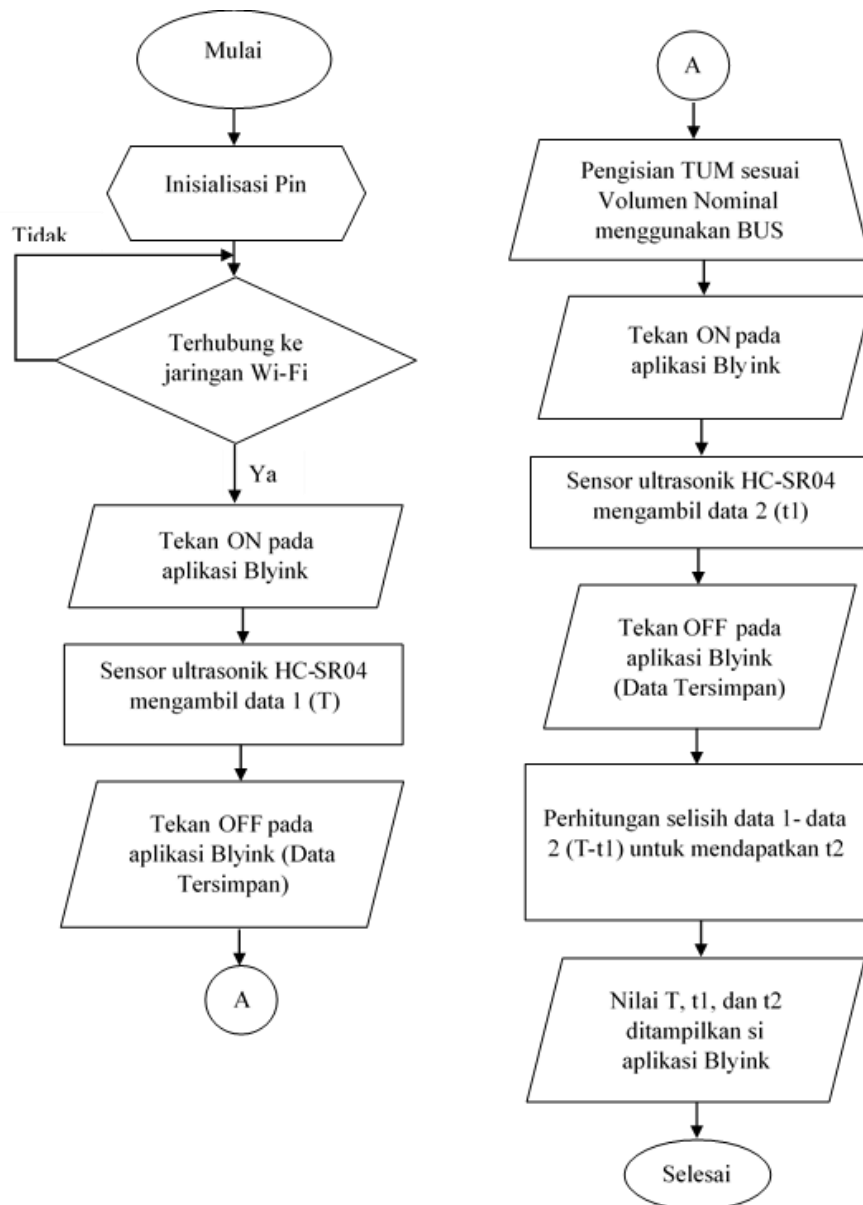 Mulai
Inisialisasi Pin
Tidak
Terhubung ke
jaringan Wi-Fi
Ya
Tekan ON pada
aplikasi Blyink
Sensor ultrasonik HC-SR04
mengambil data 1 (T)
Tekan OFF pada
aplikasi Blyink (Data
Tersimpan)
A
A
Pengisian TUM sesuai
Volumen Nominal
menggunakan BUS
Tekan ON pada
aplikasi Blyink
Sensor ultrasonik HC-SR04
mengambil data 2 (t1)
Tekan OFF pada
aplikasi Blyink
(Data Tersimpan)
Perhitungan selisih data 1- data
2 (T-t1) untuk mendapatkan t2
Nilai T, t1, dan t2
ditampilkan si
aplikasi Blyink
Selesai